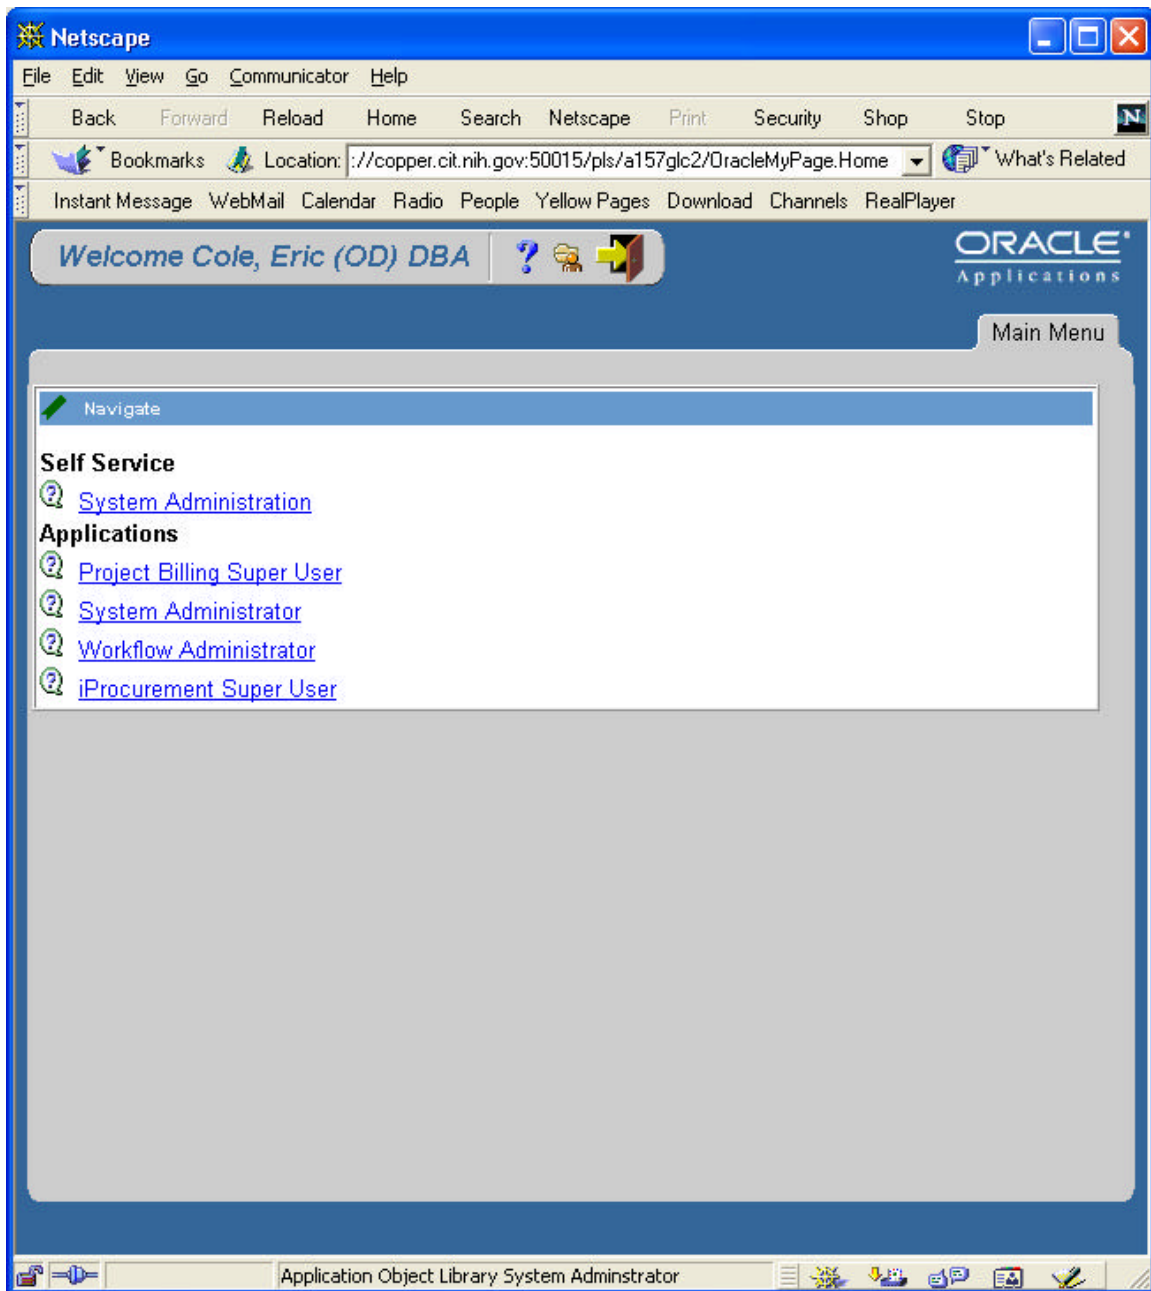 Netscape
File Edit View Go Communicator Help
Back Forward Reload Home Search Netscape Print Security Shop Stop N
Bookmarks Location: ://copper.cit.nih.gov:50015/pls/a157glc2/OracleMyPage.Home What's Related
Instant Message WebMail Calendar Radio People Yellow Pages Download Channels RealPlayer
Welcome Cole, Eric (OD) DBA ?
ORACLE®
Applications
Main Menu
Navigate
Self Service
? System Administration
Applications
? Project Billing Super User
? System Administrator
? Workflow Administrator
? iProcurement Super User
Application Object Library System Adminstrator